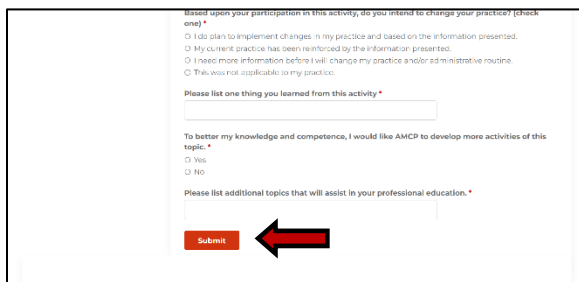 Based upon your participation in this activity, do you intend to change your practice? (check
one) *
I do plan to implement changes in my practice and based on the information presented.
My current practice has been reinforced by the information presented.
I need more information before I will change my practice and/or administrative routine.
This was not applicable to my practice.
Please list one thing you learned from this activity *
To better my knowledge and competence, I would like AMCP to develop more activities of this
topic. *
Yes
No
Please list additional topics that will assist in your professional education. *
Submit